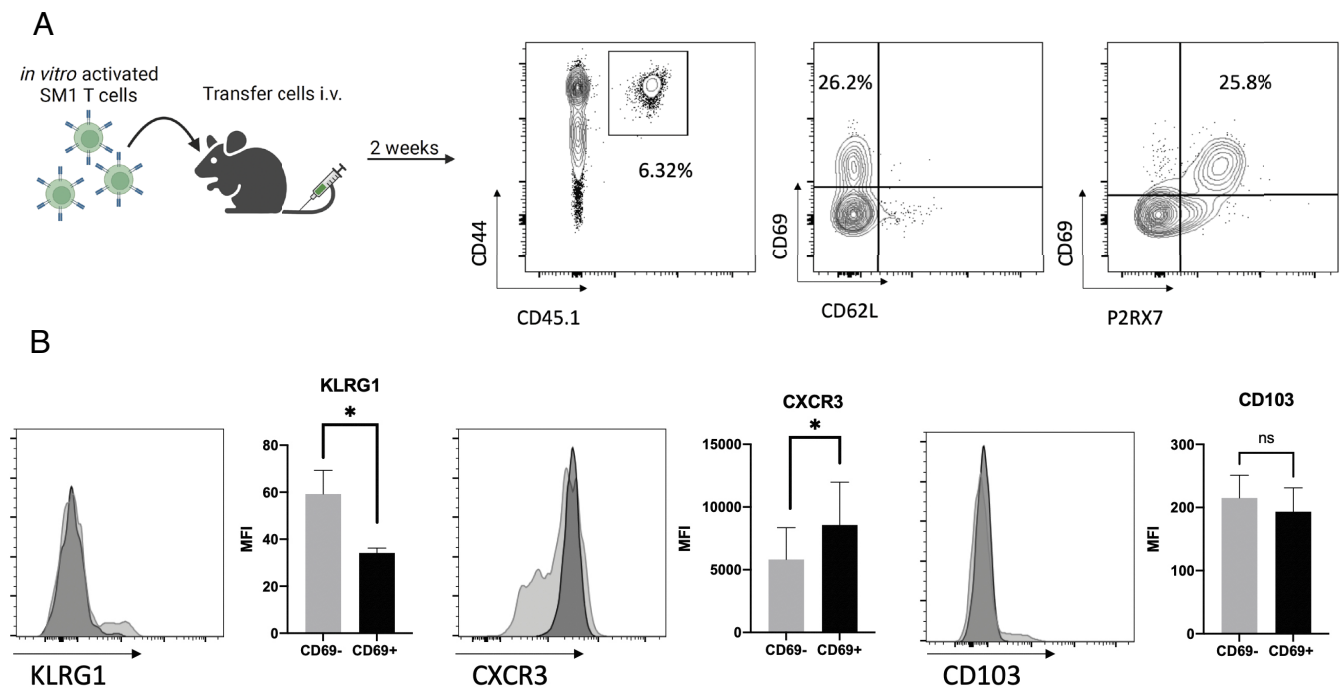 A
in vitro activated
SM1 T cells
Transfer cells i.v.
2 weeks
CD44
6.32%
CD45.1
CD69
26.2%
CD62L
CD69
25.8%
P2RX7
B
KLRG1
KLRG1
*
MFI
80
60
40
20
0
CD69- CD69+
CXCR3
CXCR3
*
MFI
15000
10000
5000
0
CD69- CD69+
CD103
CD103
ns
MFI
300
200
100
0
CD69- CD69+